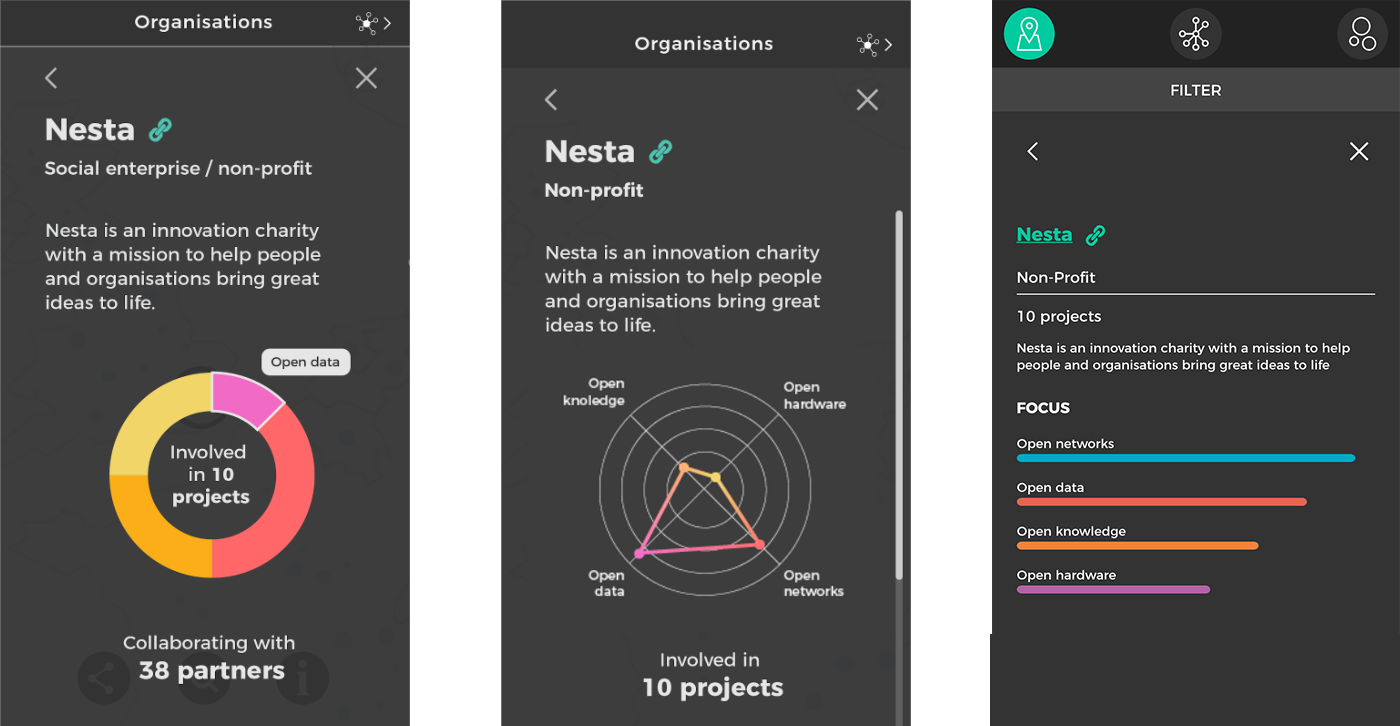 Organisations
Nesta
Social enterprise / non-profit
Nesta is an innovation charity
with a mission to help people
and organisations bring great
ideas to life.
Open data
Involved
in 10
projects
Collaborating with
38 partners
Organisations
Nesta
Non-profit
Nesta is an innovation charity
with a mission to help people
and organisations bring great
ideas to life.
Open
knoledge
Open
hardware
Open
data
Open
networks
Involved in
10 projects
FILTER
Nesta
Non-Profit
10 projects
Nesta is an innovation charity with a mission to help
people and organisations bring great ideas to life
FOCUS
Open networks
Open data
Open knowledge
Open hardware